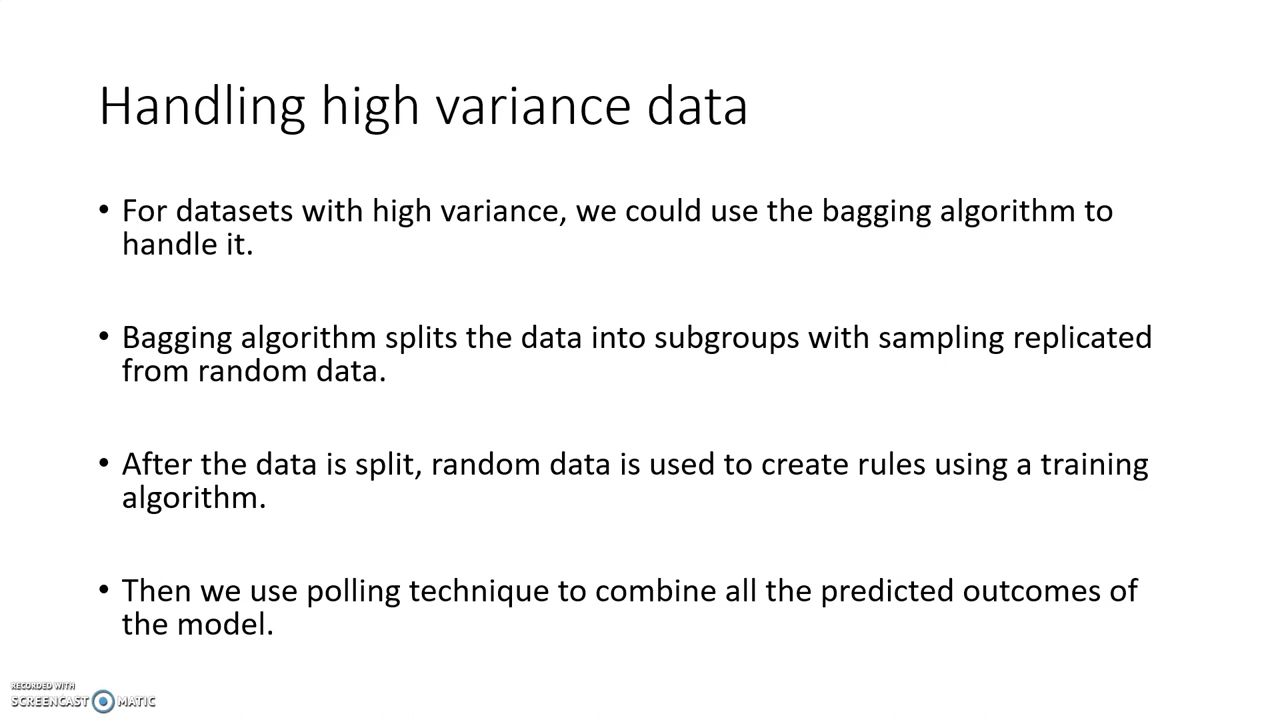 Handling high variance data
• For datasets with high variance, we could use the bagging algorithm to
handle it.
• Bagging algorithm splits the data into subgroups with sampling replicated
from random data.
• After the data is split, random data is used to create rules using a training
algorithm.
• Then we use polling technique to combine all the predicted outcomes of
the model.
RECORDED WITH
SCREENCAST MATIC